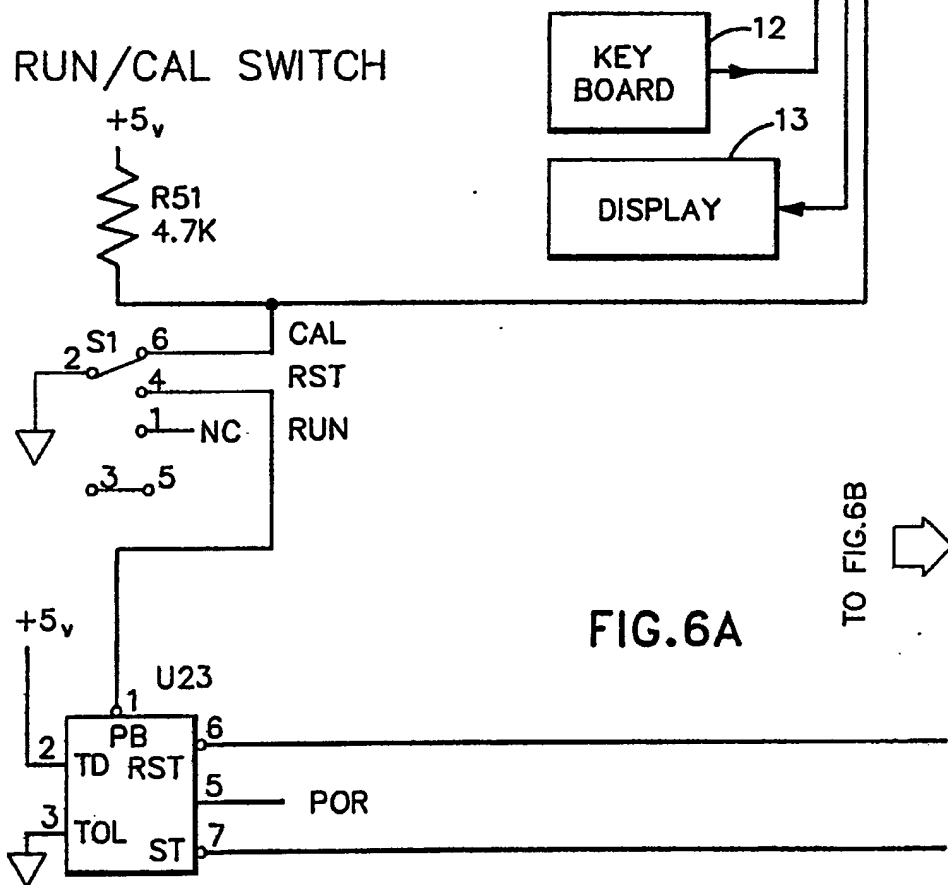 RUN/CAL SWITCH
+5v
R51
4.7K
KEY
BOARD
12
13
DISPLAY
S1
2
6
CAL
4
RST
1
NC
RUN
3
5
TO FIG.6B
FIG.6A
+5v
U23
1
PB
2
TD
RST
6
5
POR
3
TOL
ST
7